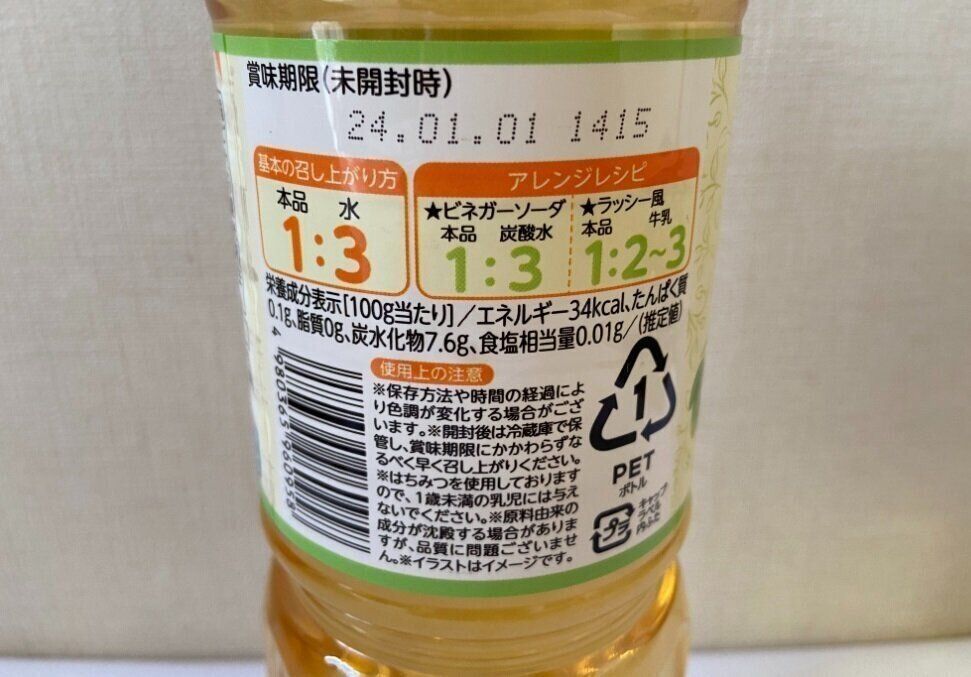 賞味期限(未開封時)
24.01.01 1415
基本の召し上がり方
本品 水
1:3
アレンジレシピ
★ビネガーソーダ
本品 炭酸水
1:3
★ラッシー風
本品 牛乳
1:2~3
栄養成分表示[100g当たり]/エネルギー34kcal、たんぱく質
0.1g、脂質0g、炭水化物7.6g、食塩相当量0.01g/(推定値)
使用上の注意
※保存方法や時間の経過によ
り色調が変化する場合がござ
います。※開封後は冷蔵庫で保
管し、賞味期限にかかわらずな
るべく早く召し上がりください。
※はちみつを使用しております
ので、1歳未満の乳児には与え
ないでください。※原料由来の
成分が沈殿する場合がありま
すが、品質に問題ございませ
ん。※イラストはイメージです。
4 980365 960958
1
PET
ボトル
プラ
キャップ
ラベル
内ふた